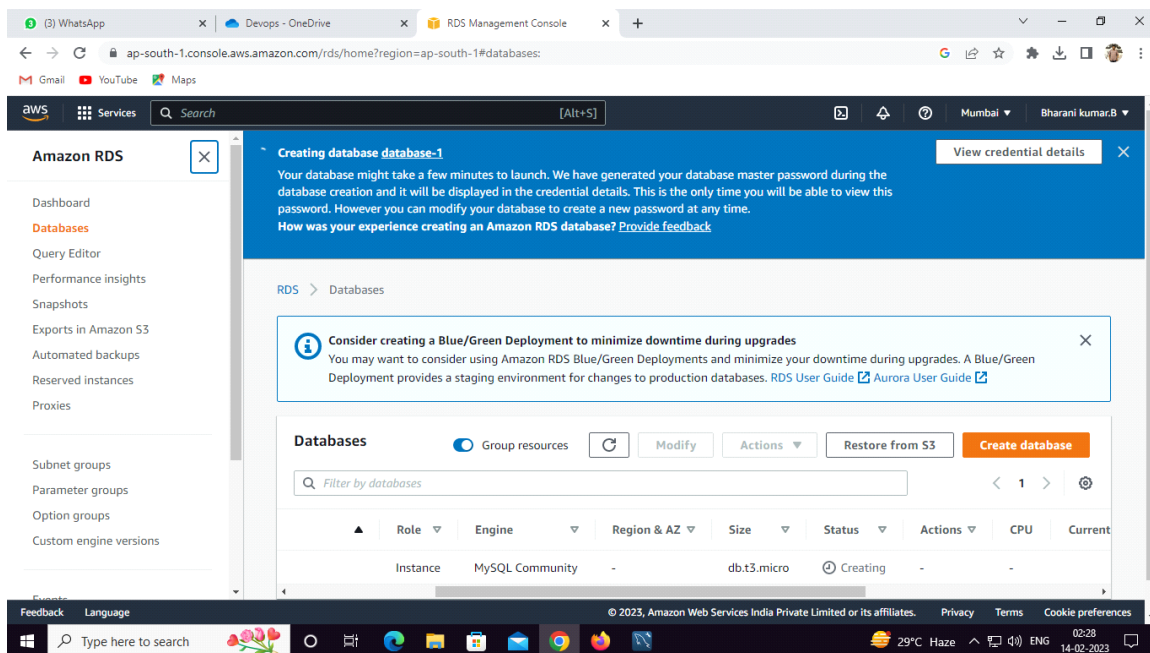 3 (3) WhatsApp
Devops - OneDrive
RDS Management Console
ap-south-1.console.aws.amazon.com/rds/home?region=ap-south-1#databases:
Gmail YouTube Maps
aws Services Search [Alt+S] Mumbai Bharani kumar.B
Amazon RDS
Dashboard
Databases
Query Editor
Performance insights
Snapshots
Exports in Amazon S3
Automated backups
Reserved instances
Proxies
Subnet groups
Parameter groups
Option groups
Custom engine versions
Events
Creating database database-1
View credential details
Your database might take a few minutes to launch. We have generated your database master password during the
database creation and it will be displayed in the credential details. This is the only time you will be able to view this
password. However you can modify your database to create a new password at any time.
How was your experience creating an Amazon RDS database? Provide feedback
RDS > Databases
Consider creating a Blue/Green Deployment to minimize downtime during upgrades
You may want to consider using Amazon RDS Blue/Green Deployments and minimize your downtime during upgrades. A Blue/Green
Deployment provides a staging environment for changes to production databases. RDS User Guide Aurora User Guide
Databases Group resources Modify Actions Restore from S3 Create database
Filter by databases 1
Role Engine Region & AZ Size Status Actions CPU Current
Instance MySQL Community - db.t3.micro Creating - -
Feedback Language © 2023, Amazon Web Services India Private Limited or its affiliates. Privacy Terms Cookie preferences
Type here to search 29°C Haze ENG 02:28
14-02-2023